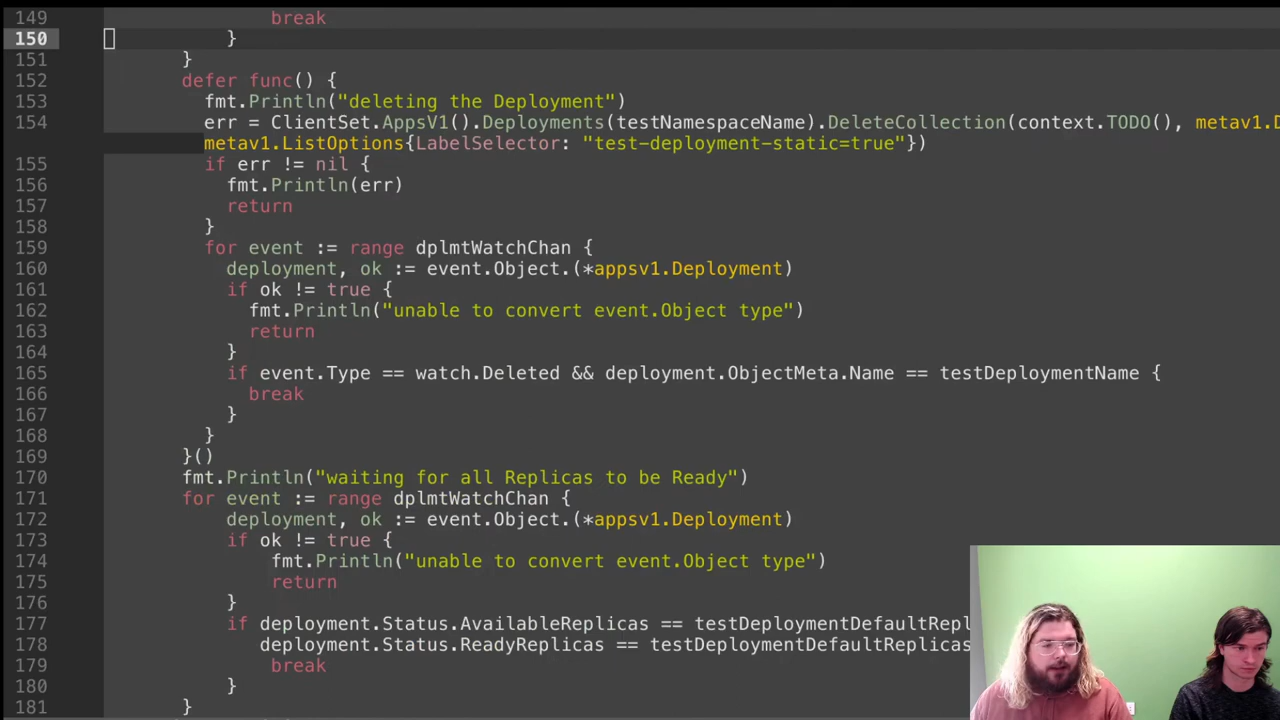 149 break
150 }
151 }
152 defer func() {
153 fmt.Println("deleting the Deployment")
154 err = ClientSet.AppsV1().Deployments(testNamespaceName).DeleteCollection(context.TODO(), metav1.D
metav1.ListOptions{LabelSelector: "test-deployment-static=true"})
155 if err != nil {
156 fmt.Println(err)
157 return
158 }
159 for event := range dplmtWatchChan {
160 deployment, ok := event.Object.(*appsv1.Deployment)
161 if ok != true {
162 fmt.Println("unable to convert event.Object type")
163 return
164 }
165 if event.Type == watch.Deleted && deployment.ObjectMeta.Name == testDeploymentName {
166 break
167 }
168 }
169 }()
170 fmt.Println("waiting for all Replicas to be Ready")
171 for event := range dplmtWatchChan {
172 deployment, ok := event.Object.(*appsv1.Deployment)
173 if ok != true {
174 fmt.Println("unable to convert event.Object type")
175 return
176 }
177 if deployment.Status.AvailableReplicas == testDeploymentDefaultRepl
178 deployment.Status.ReadyReplicas == testDeploymentDefaultReplicas
179 break
180 }
181 }